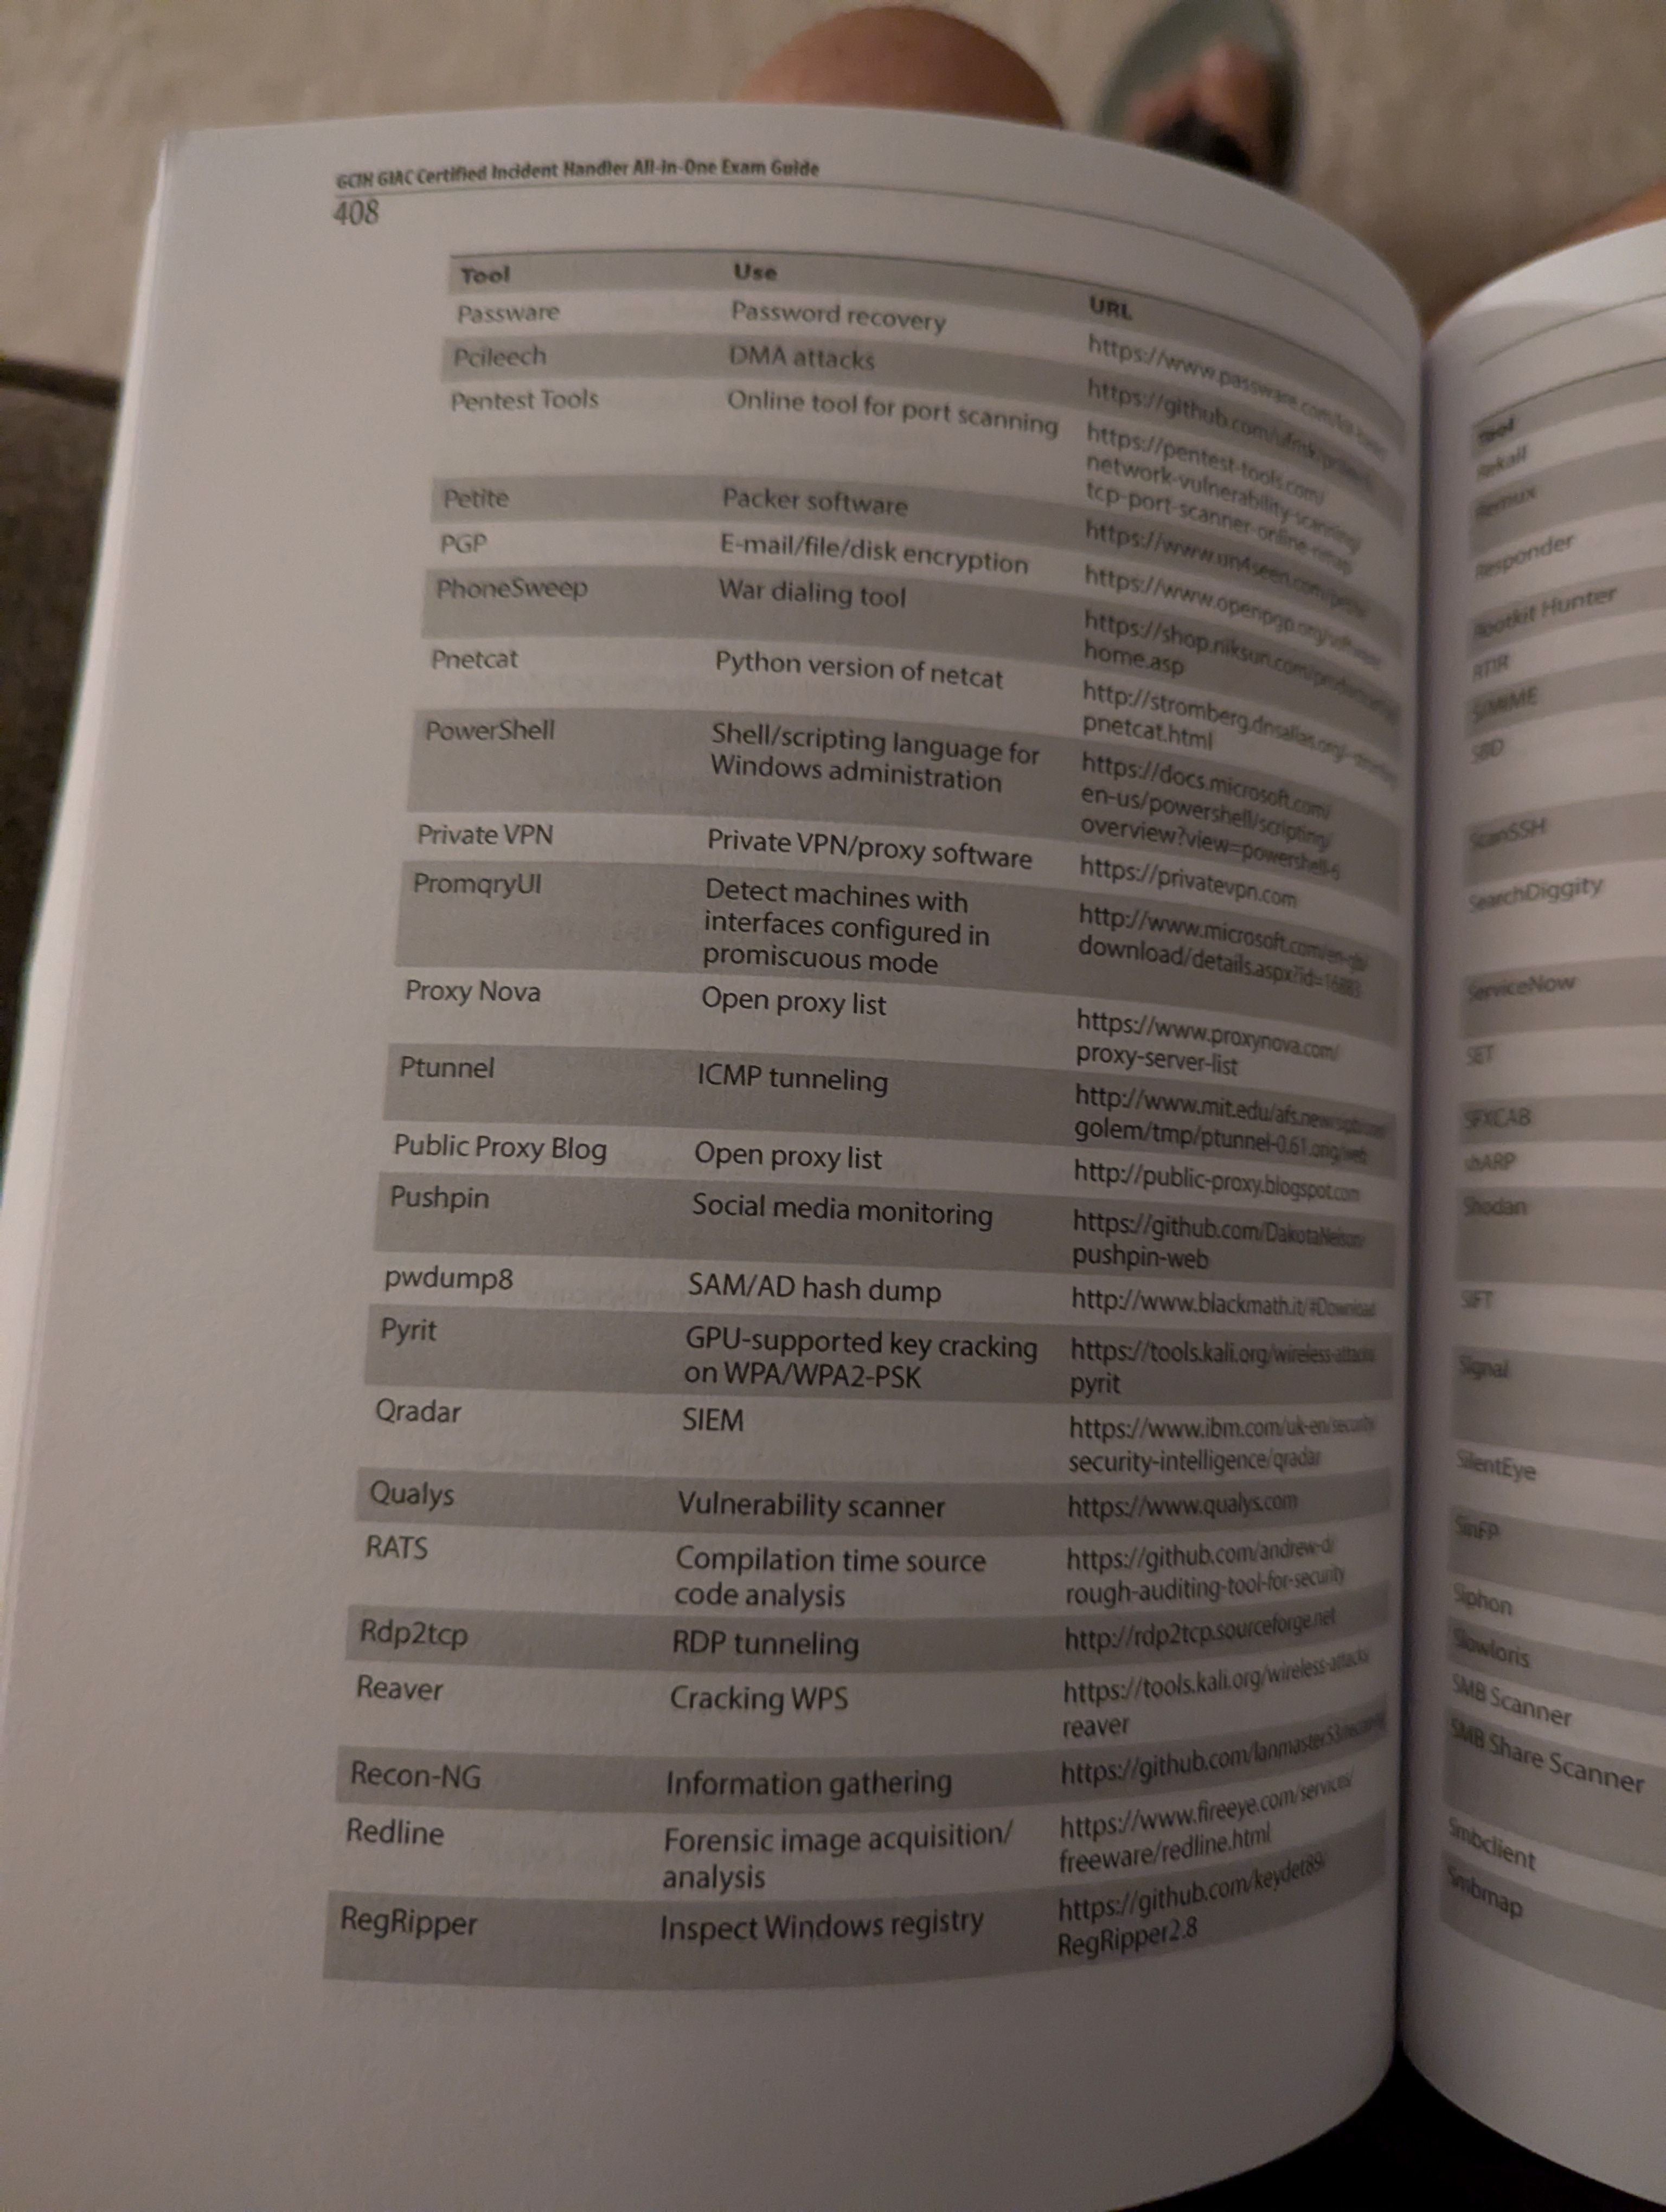 GCIH GIAC Certified Incident Handler All-in-One Exam Guide
408
Tool Use URL
Passware Password recovery https://www.passware.com/
Pcileech DMA attacks https://github.com/ufrisk/pcileech
Pentest Tools Online tool for port scanning https://pentest-tools.com/
network-vulnerability-scanning/
tcp-port-scanner-online-nmap
Petite Packer software https://www.un4seen.com/petite
PGP E-mail/file/disk encryption https://www.openpgp.org/software
PhoneSweep War dialing tool https://shop.niksun.com/
home.asp
Pnetcat Python version of netcat http://stromberg.dnsalias.org/
pnetcat.html
PowerShell Shell/scripting language for
Windows administration
https://docs.microsoft.com/
en-us/powershell/scripting/
overview?view=powershell-6
Private VPN Private VPN/proxy software https://privatevpn.com
PromqryUI Detect machines with
interfaces configured in
promiscuous mode
http://www.microsoft.com/en-gb/
download/details.aspx?id=16883
Proxy Nova Open proxy list https://www.proxynova.com/
proxy-server-list
Ptunnel ICMP tunneling http://www.mit.edu/afs.new/sipb/user/
golem/tmp/ptunnel-0.61.orig/web
Public Proxy Blog Open proxy list http://public-proxy.blogspot.com
Pushpin Social media monitoring https://github.com/DakotaNelson/
pushpin-web
pwdump8 SAM/AD hash dump http://www.blackmath.it/#Download
Pyrit GPU-supported key cracking
on WPA/WPA2-PSK
https://tools.kali.org/wireless-attacks/
pyrit
Qradar SIEM https://www.ibm.com/uk-en/security/
security-intelligence/qradar
Qualys Vulnerability scanner https://www.qualys.com
RATS Compilation time source
code analysis
https://github.com/andrew-d/
rough-auditing-tool-for-security
Rdp2tcp RDP tunneling http://rdp2tcp.sourceforge.net
Reaver Cracking WPS https://tools.kali.org/wireless-attacks/
reaver
Recon-NG Information gathering https://github.com/lanmaster53/recon-ng
Redline Forensic image acquisition/
analysis
https://www.fireeye.com/services/
freeware/redline.html
RegRipper Inspect Windows registry https://github.com/keydet89/
RegRipper2.8
Tool
Rekall
Remux
Responder
Rootkit Hunter
RTIR
S/MIME
SBD
ScanSSH
SearchDiggity
ServiceNow
SET
SFXCAB
shARP
Shodan
SIFT
Signal
SilentEye
SinFP
Siphon
Slowloris
SMB Scanner
SMB Share Scanner
Smbclient
Smbmap